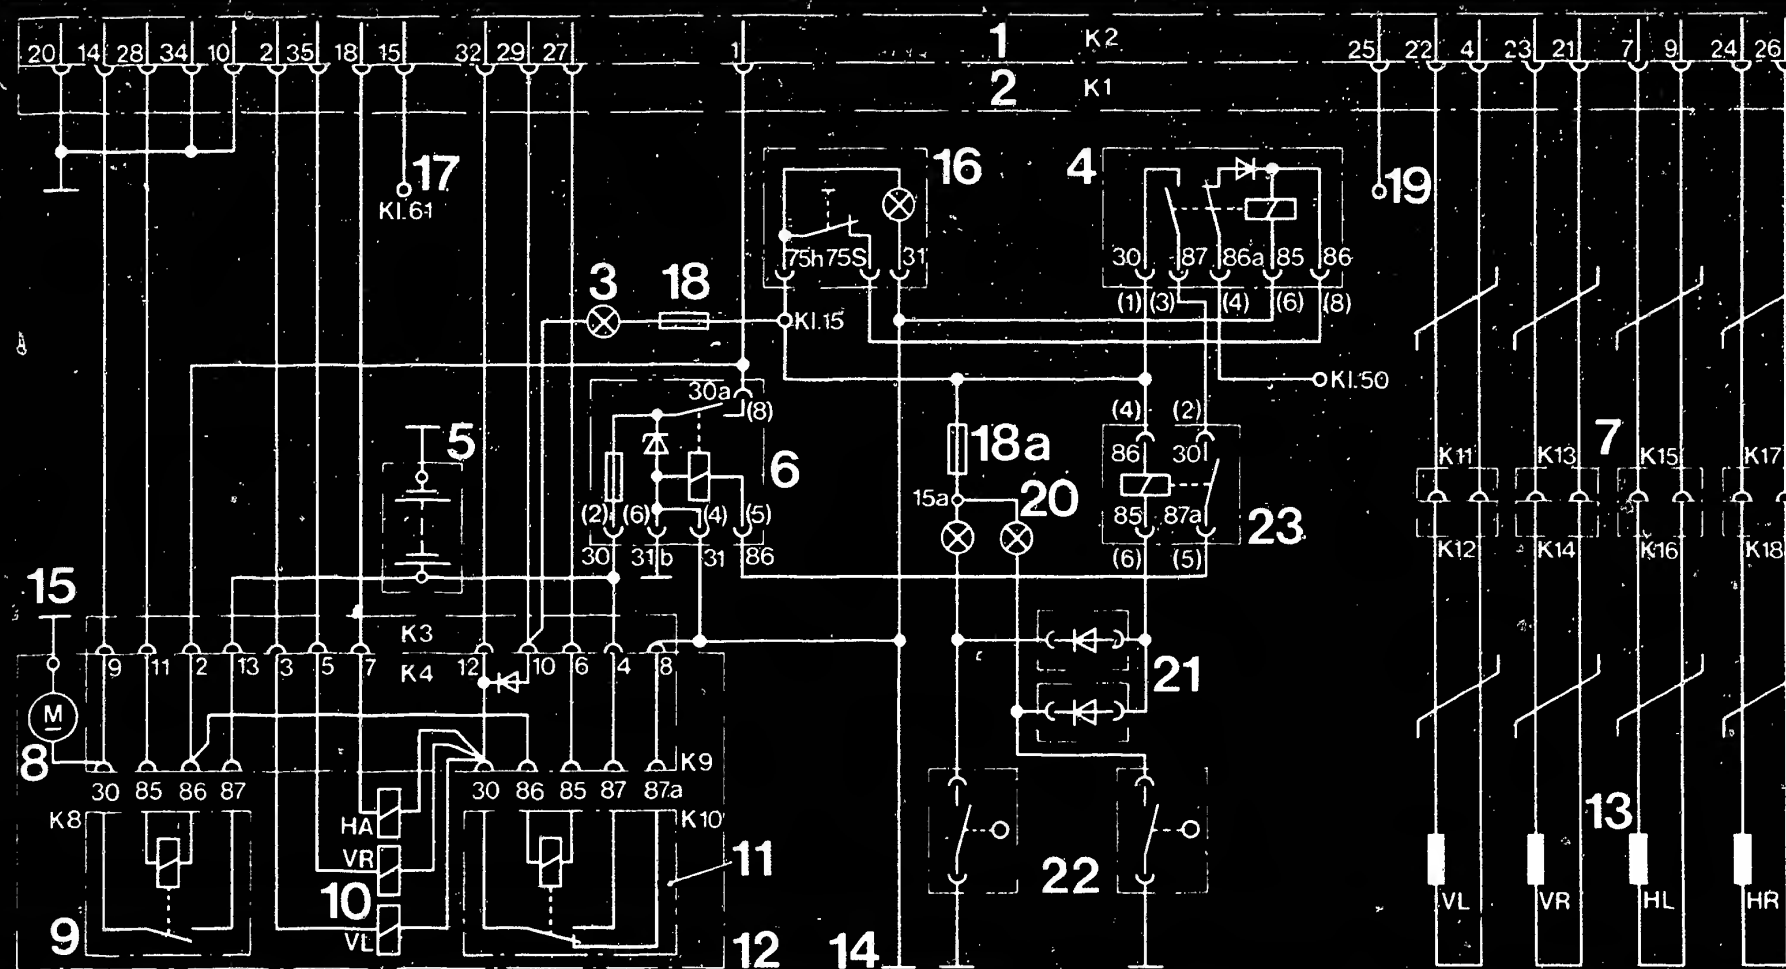 1 K2
20 14 28 34 10 2 35 18 15 32 29 27 1 25 22 4 23 21 7 9 24 26
2 K1
17
Kl.61
16
4
19
75h 75S 31
30 87 86a 85 86
(1) (3) (4) (6) (8)
3 18
Kl.15
30a
(8)
Kl.50
(4) (2)
5
6
18a
86 30
7
K11 K13 K15 K17
15a
20
(2) (6) (4) (5)
85 87a
23
30 31b 31 86
(6) (5)
K12 K14 K16 K18
15
K3
9 11 2 13 3 5 7 12 10 6 4 8
K4
21
M
8
K9
30 85 86 87 30 86 85 87 87a
K8
HA
K10
13
VR
11
10
22
VL VR HL HR
9
VL
12
14